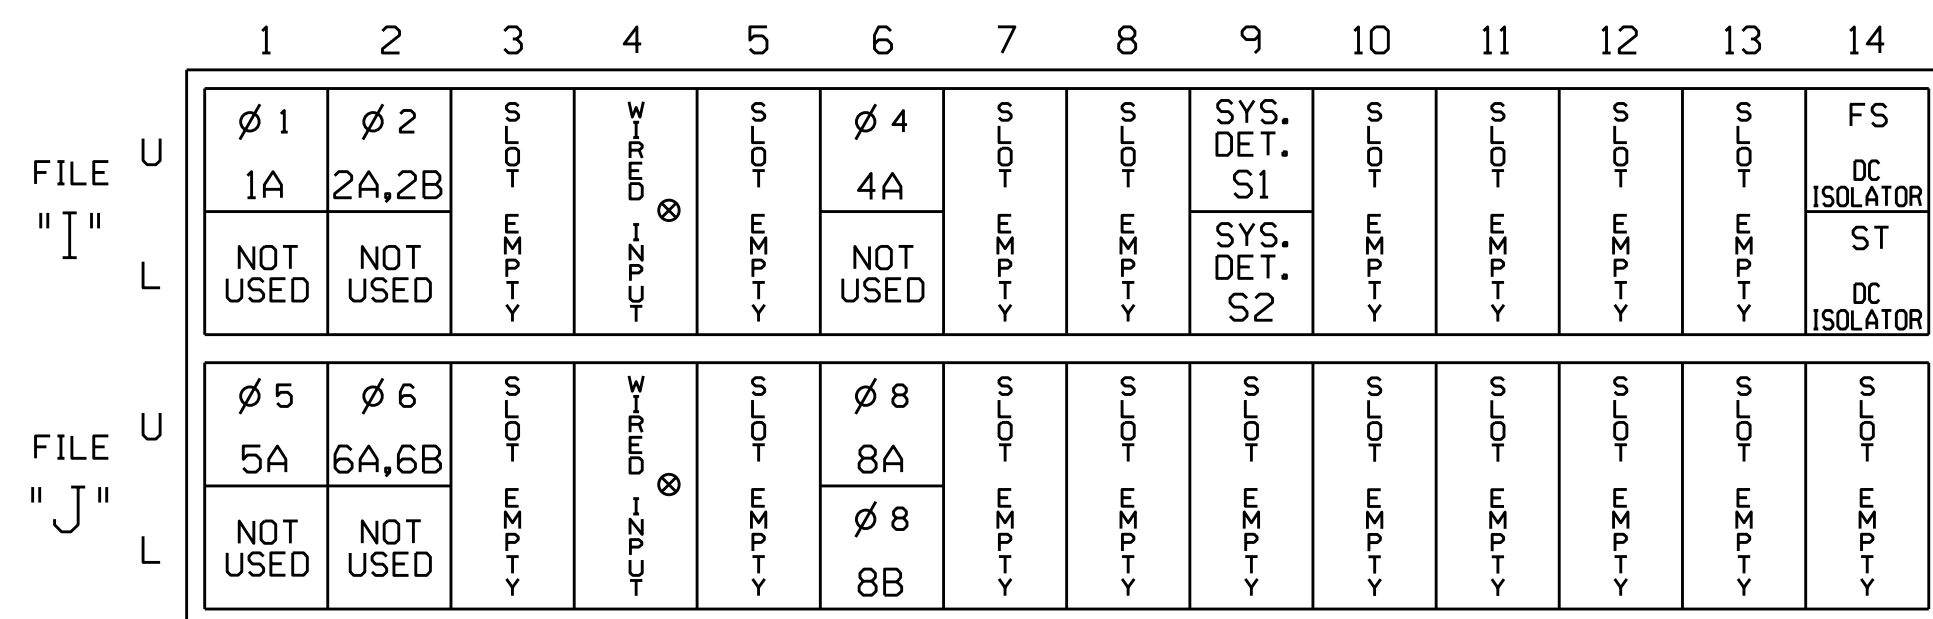 1 2 3 4 5 6 7 8 9 10 11 12 13 14
FILE
"I"
U
L
Ø 1
1A
NOT
USED
Ø 2
2A,2B
NOT
USED
SLOT EMPTY
WIRED INPUT
SLOT EMPTY
Ø 4
4A
NOT
USED
SLOT EMPTY
SLOT EMPTY
SYS.
DET.
S1
SYS.
DET.
S2
SLOT EMPTY
SLOT EMPTY
SLOT EMPTY
SLOT EMPTY
FS
DC
ISOLATOR
ST
DC
ISOLATOR
FILE
"J"
U
L
Ø 5
5A
NOT
USED
Ø 6
6A,6B
NOT
USED
SLOT EMPTY
WIRED INPUT
SLOT EMPTY
Ø 8
8A
Ø 8
8B
SLOT EMPTY
SLOT EMPTY
SLOT EMPTY
SLOT EMPTY
SLOT EMPTY
SLOT EMPTY
SLOT EMPTY
SLOT EMPTY